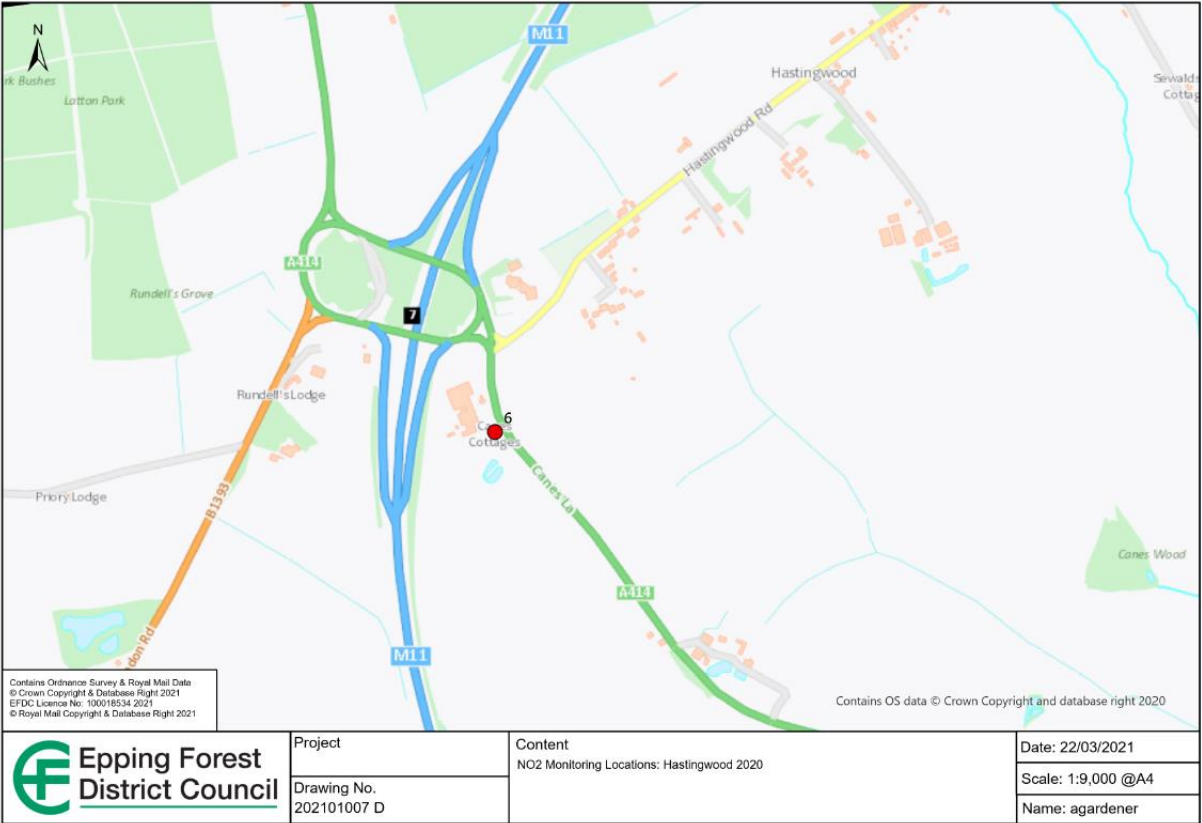 N
M11
Hastingwood
rk Bushes
Latton Park
Sewalds
Cottag
Hastingwood Rd
A414
Rundell's Grove
7
Rundell's Lodge
6
Canes
Cottages
Canes La
Priory Lodge
B1393
Canes Wood
A414
don Rd
M11
Contains Ordnance Survey & Royal Mail Data
© Crown Copyright & Database Right 2021
EFDC Licence No: 100018534 2021
© Royal Mail Copyright & Database Right 2021
Contains OS data © Crown Copyright and database right 2020
Epping Forest
District Council
Project
Drawing No.
202101007 D
Content
NO2 Monitoring Locations: Hastingwood 2020
Date: 22/03/2021
Scale: 1:9,000 @A4
Name: agardener